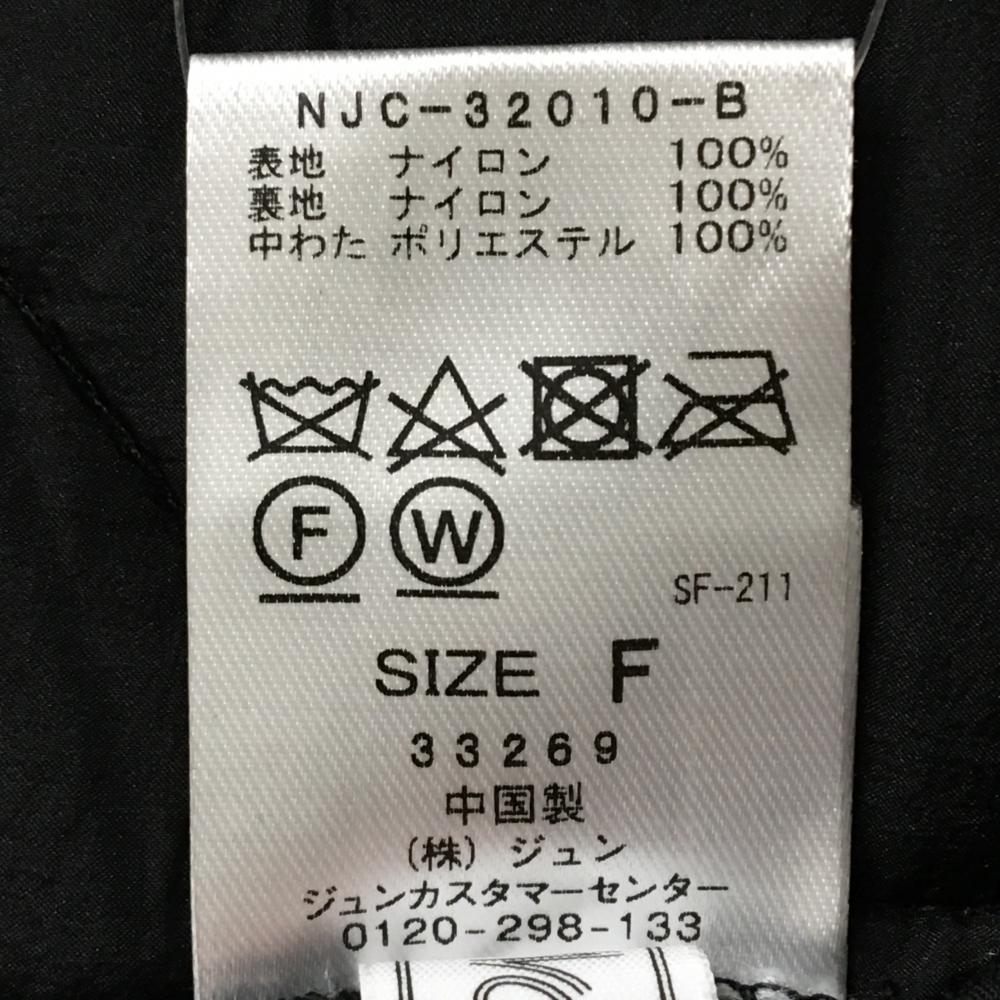 NJC-32010-B
表地 ナイロン 100%
裏地 ナイロン 100%
中わた ポリエステル 100%
F W
SF-211
SIZE F
33269
中国製
(株) ジュン
ジュンカスタマーセンター
0120-298-133